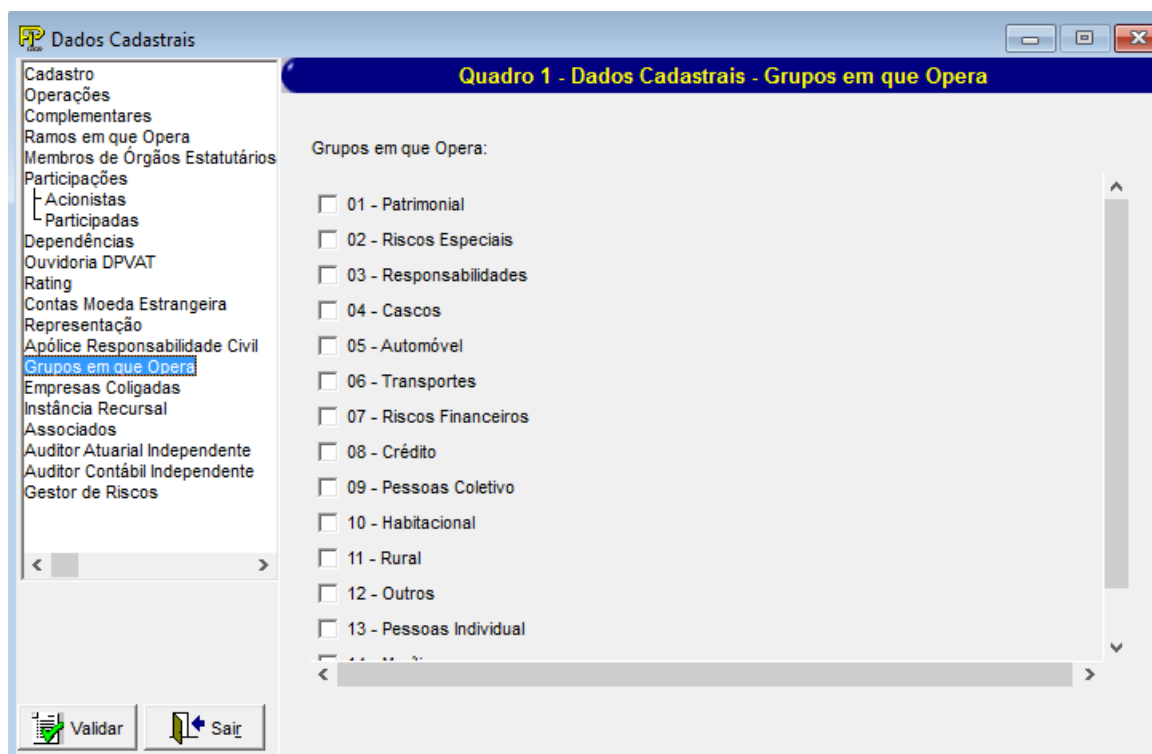 Dados Cadastrais
Cadastro
Operações
Complementares
Ramos em que Opera
Membros de Órgãos Estatutários
Participações
Acionistas
Participadas
Dependências
Ouvidoria DPVAT
Rating
Contas Moeda Estrangeira
Representação
Apólice Responsabilidade Civil
Grupos em que Opera
Empresas Coligadas
Instância Recursal
Associados
Auditor Atuarial Independente
Auditor Contábil Independente
Gestor de Riscos
Validar
Sair
Quadro 1 - Dados Cadastrais - Grupos em que Opera
Grupos em que Opera:
01 - Patrimonial
02 - Riscos Especiais
03 - Responsabilidades
04 - Cascos
05 - Automóvel
06 - Transportes
07 - Riscos Financeiros
08 - Crédito
09 - Pessoas Coletivo
10 - Habitacional
11 - Rural
12 - Outros
13 - Pessoas Individual